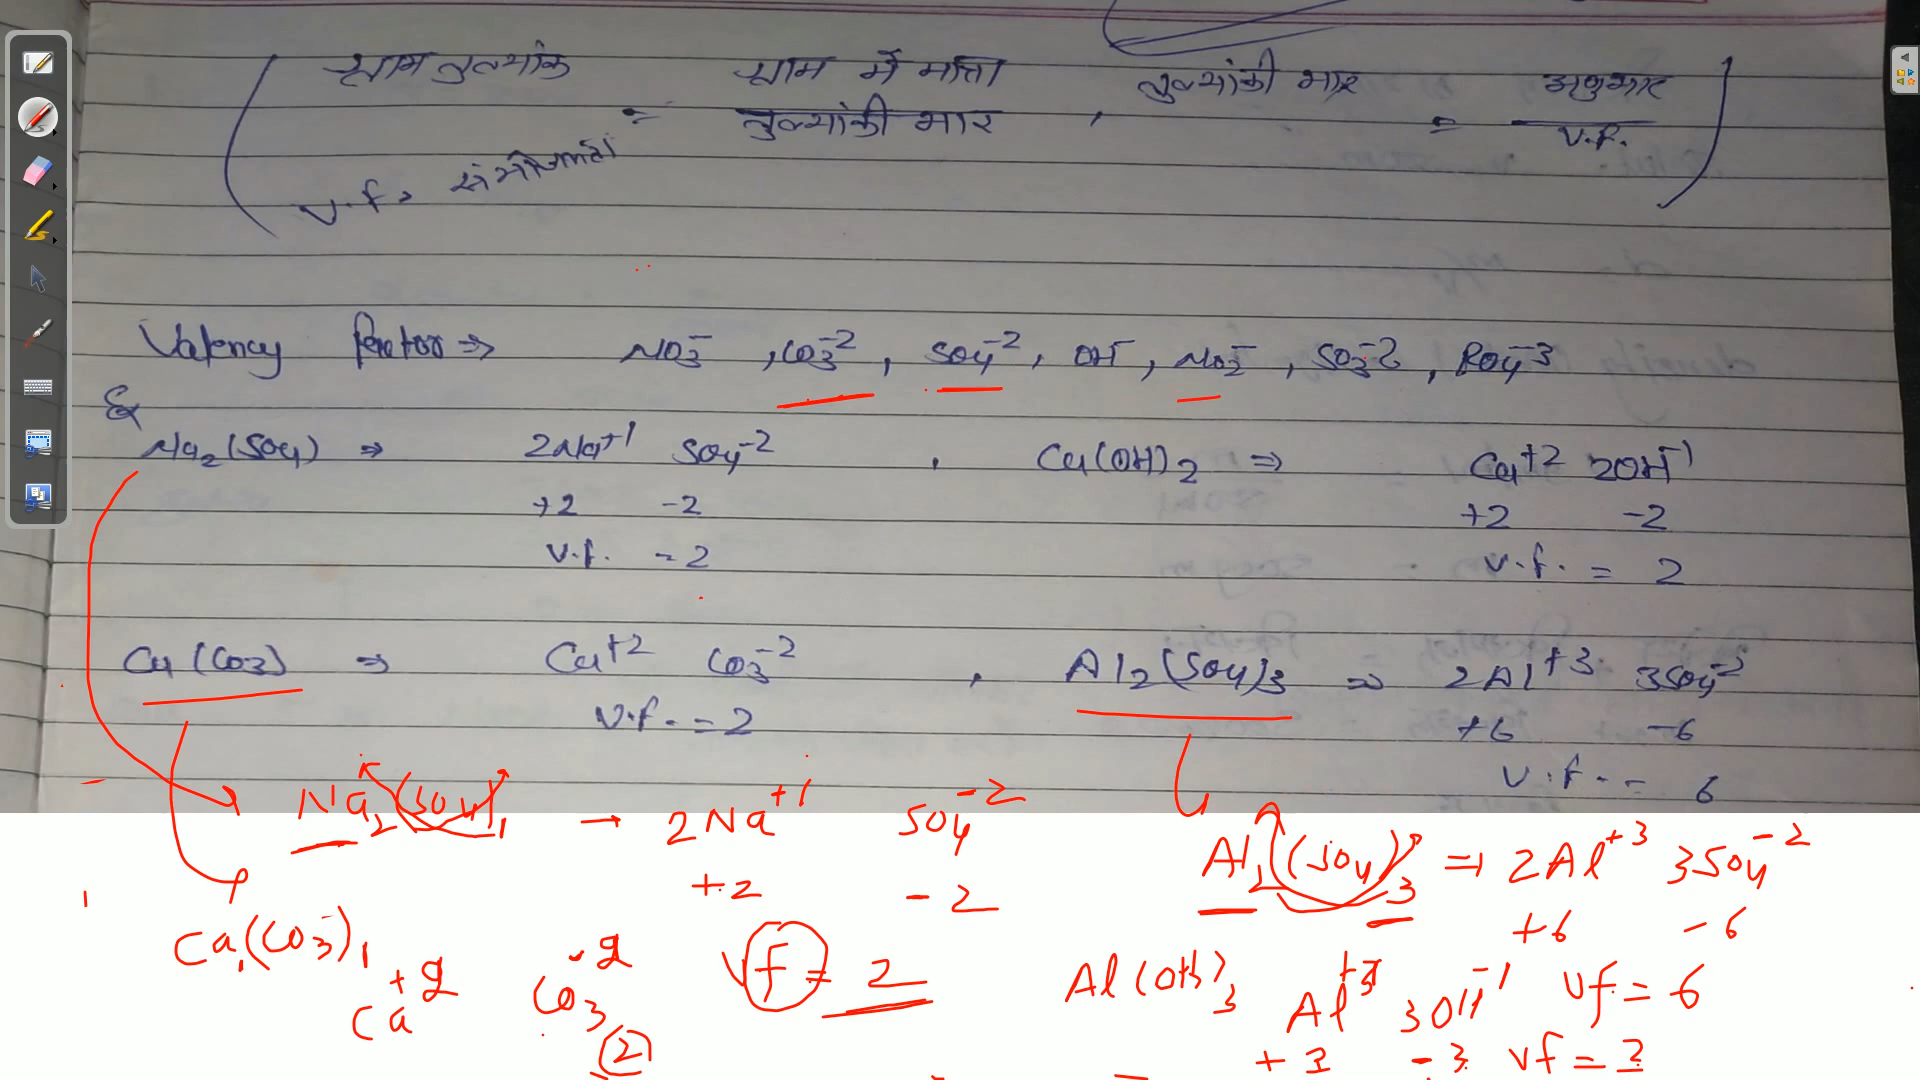 ग्राम तुल्यांक = ग्राम में मात्रा / तुल्यांकी भार , तुल्यांकी भार = अणुभार / V.f.
V.f. = संयोजकता
Valency factor ⇒ NO₃⁻ , CO₃⁻² , SO₄⁻² , OH⁻ , NO₂⁻ , SO₃⁻² , PO₄⁻³
Na₂(SO₄) ⇒ 2Na⁺¹ SO₄⁻² , Ca(OH)₂ ⇒ Ca⁺² 2OH⁻¹
+2 -2 +2 -2
V.f. = 2 V.f. = 2
Ca(CO₃) ⇒ Ca⁺² CO₃⁻² , Al₂(SO₄)₃ ⇒ 2Al⁺³ 3SO₄⁻²
V.f. = 2 +6 -6
V.f. = 6
Na₂(SO₄)₁ → 2Na⁺¹ SO₄⁻² Al₂(SO₄)₃ ⇒ 2Al⁺³ 3SO₄⁻²
+2 -2 +6 -6
Ca₁(CO₃)₁ Vf = 2 Al(OH)₃ Al⁺³ 3OH⁻¹ Vf = 6
Ca⁺² CO₃⁻² +3 -3 Vf = 3
2